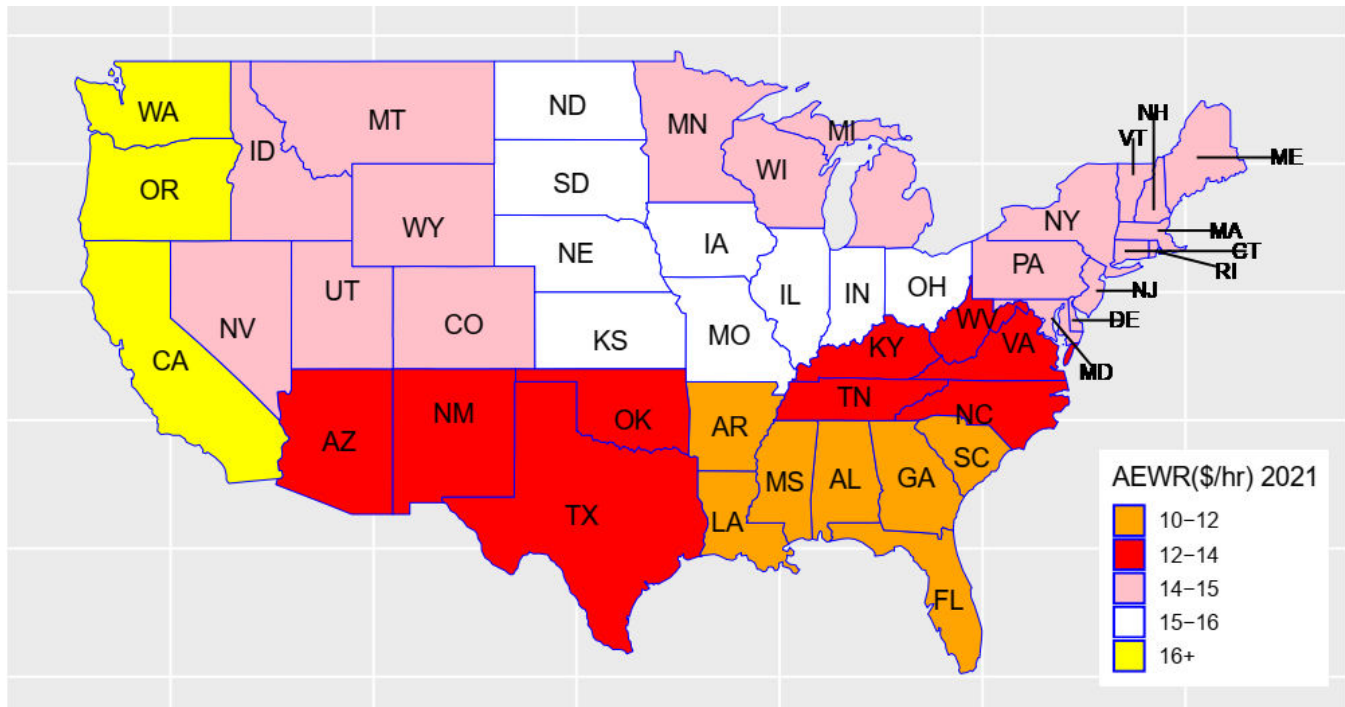 NH
WA
ND
MT
MN
MI
VT
ID
ME
WI
SD
OR
NY
WY
MA
IA
CT
NE
PA
RI
UT
IL
IN
OH
NJ
NV
CO
WV
DE
KS
MO
KY
VA
CA
MD
TN
NM
OK
NC
AZ
AR
SC
GA
AEWR($/hr) 2021
MS
AL
TX
LA
10−12
12−14
14−15
FL
15−16
16+